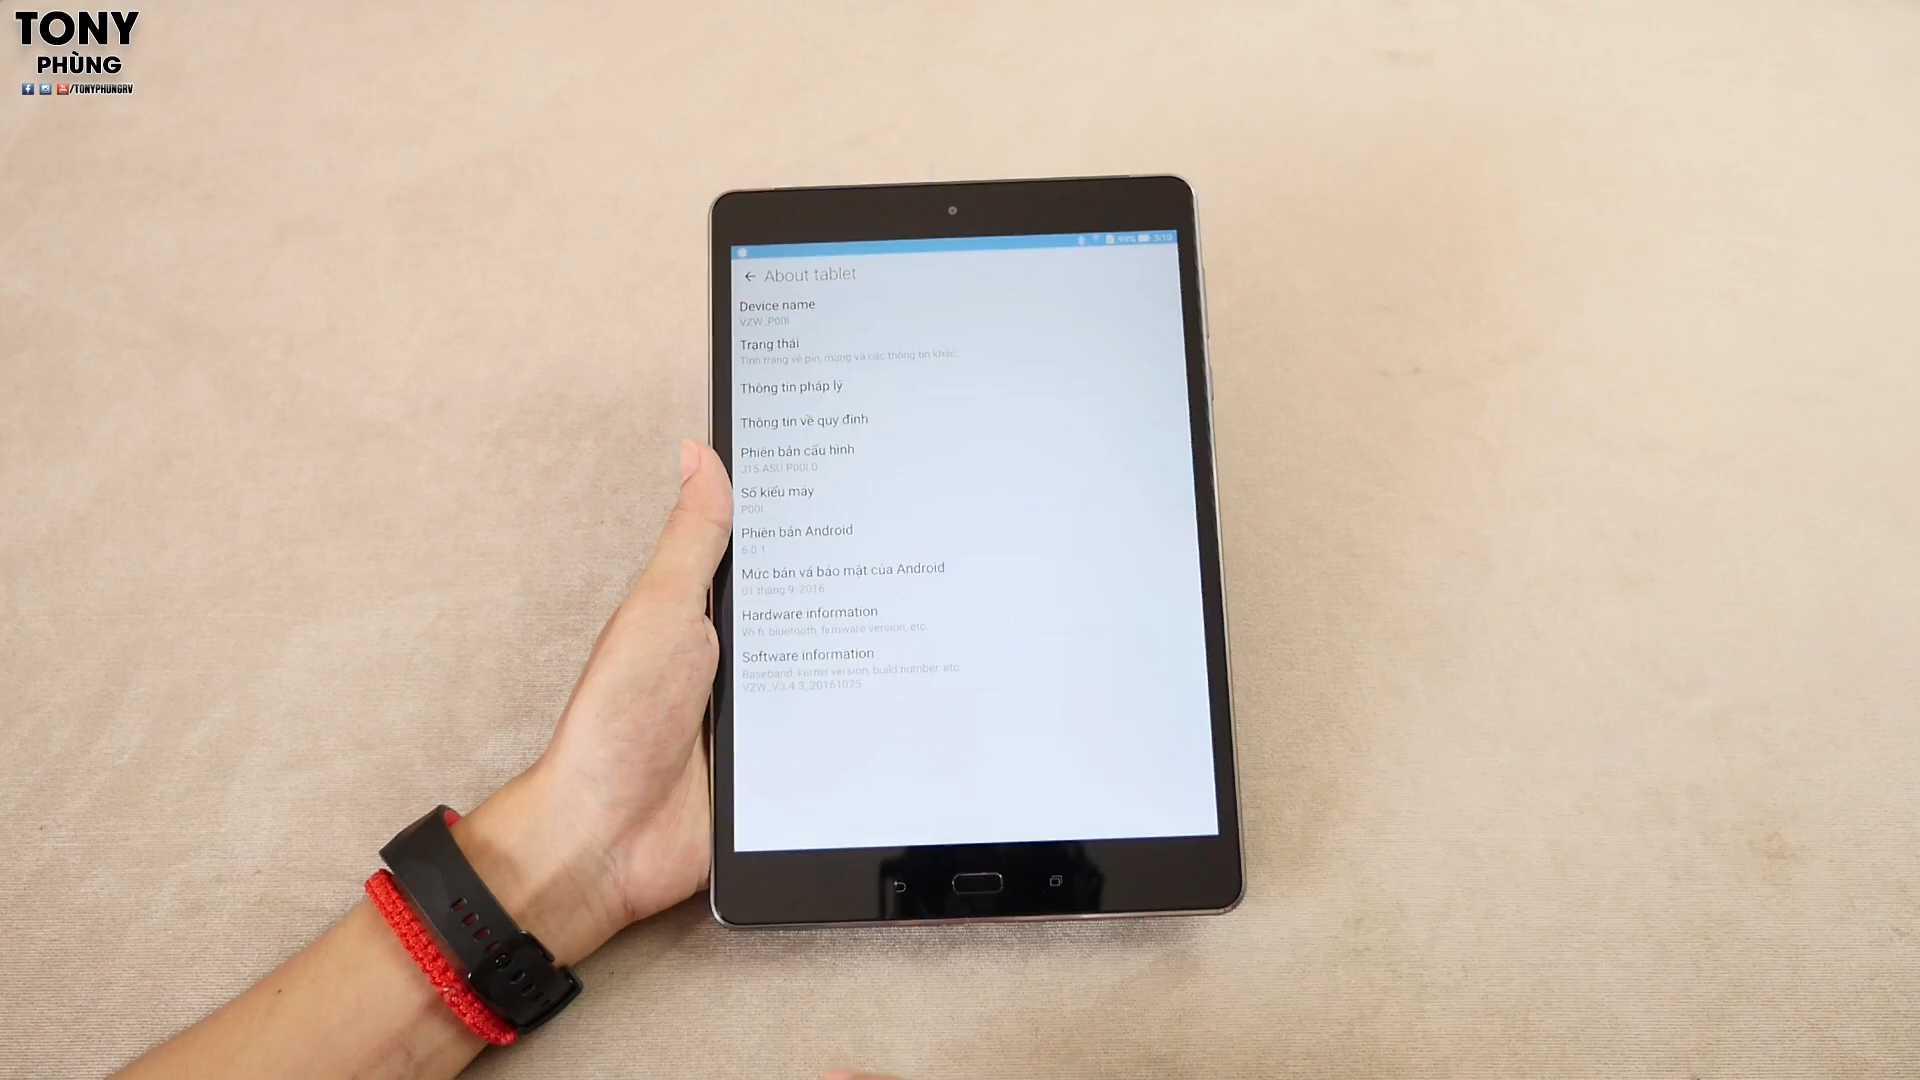 TONY
PHÙNG
/TONYPHUNGRV
99% 3:10
About tablet
Device name
VZW_P00I
Trạng thái
Tình trạng về pin, mạng và các thông tin khác
Thông tin pháp lý
Thông tin về quy định
Phiên bản cấu hình
J15.ASU.P00I.0
Số kiểu máy
P00I
Phiên bản Android
6.0.1
Mức bản vá bảo mật của Android
01 tháng 9, 2016
Hardware information
Wi-fi, bluetooth, firmware version, etc.
Software information
Baseband, kernel version, build number, etc.
VZW_V3.4.3_20161025